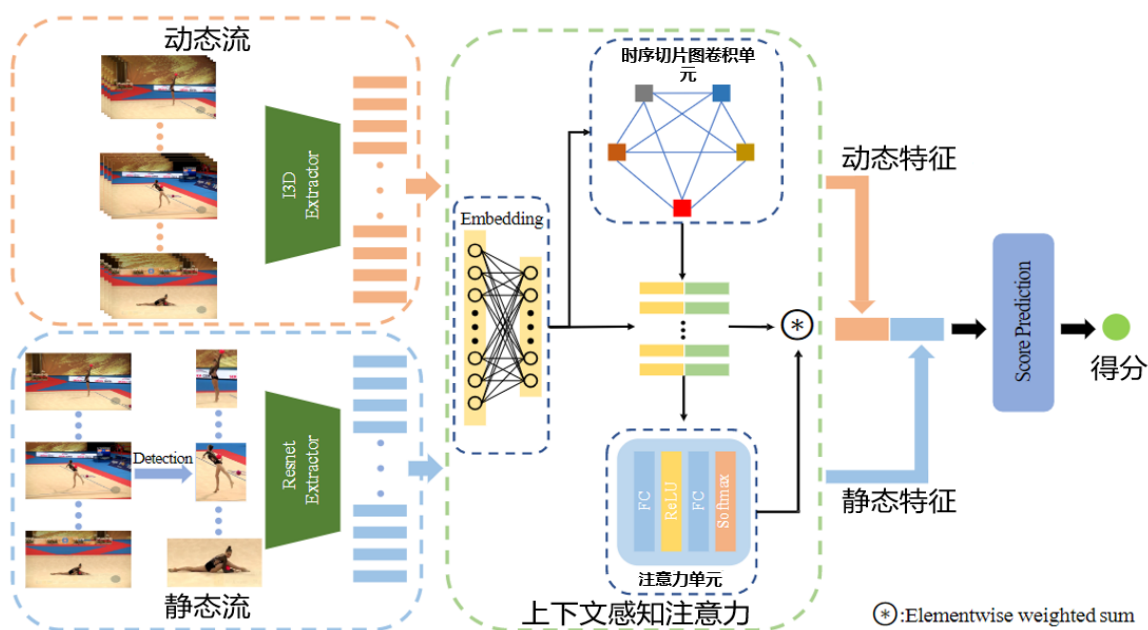 动态流
I3D
Extractor
Detection
Resnet
Extractor
静态流
Embedding
时序切片图卷积单
元
FC
ReLU
FC
Softmax
注意力单元
上下文感知注意力
动态特征
静态特征
Score Prediction
得分
*
*:Elementwise weighted sum